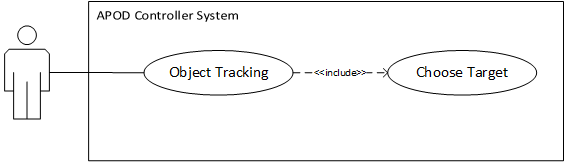 APOD Controller System
Object Tracking
<<include>>
Choose Target